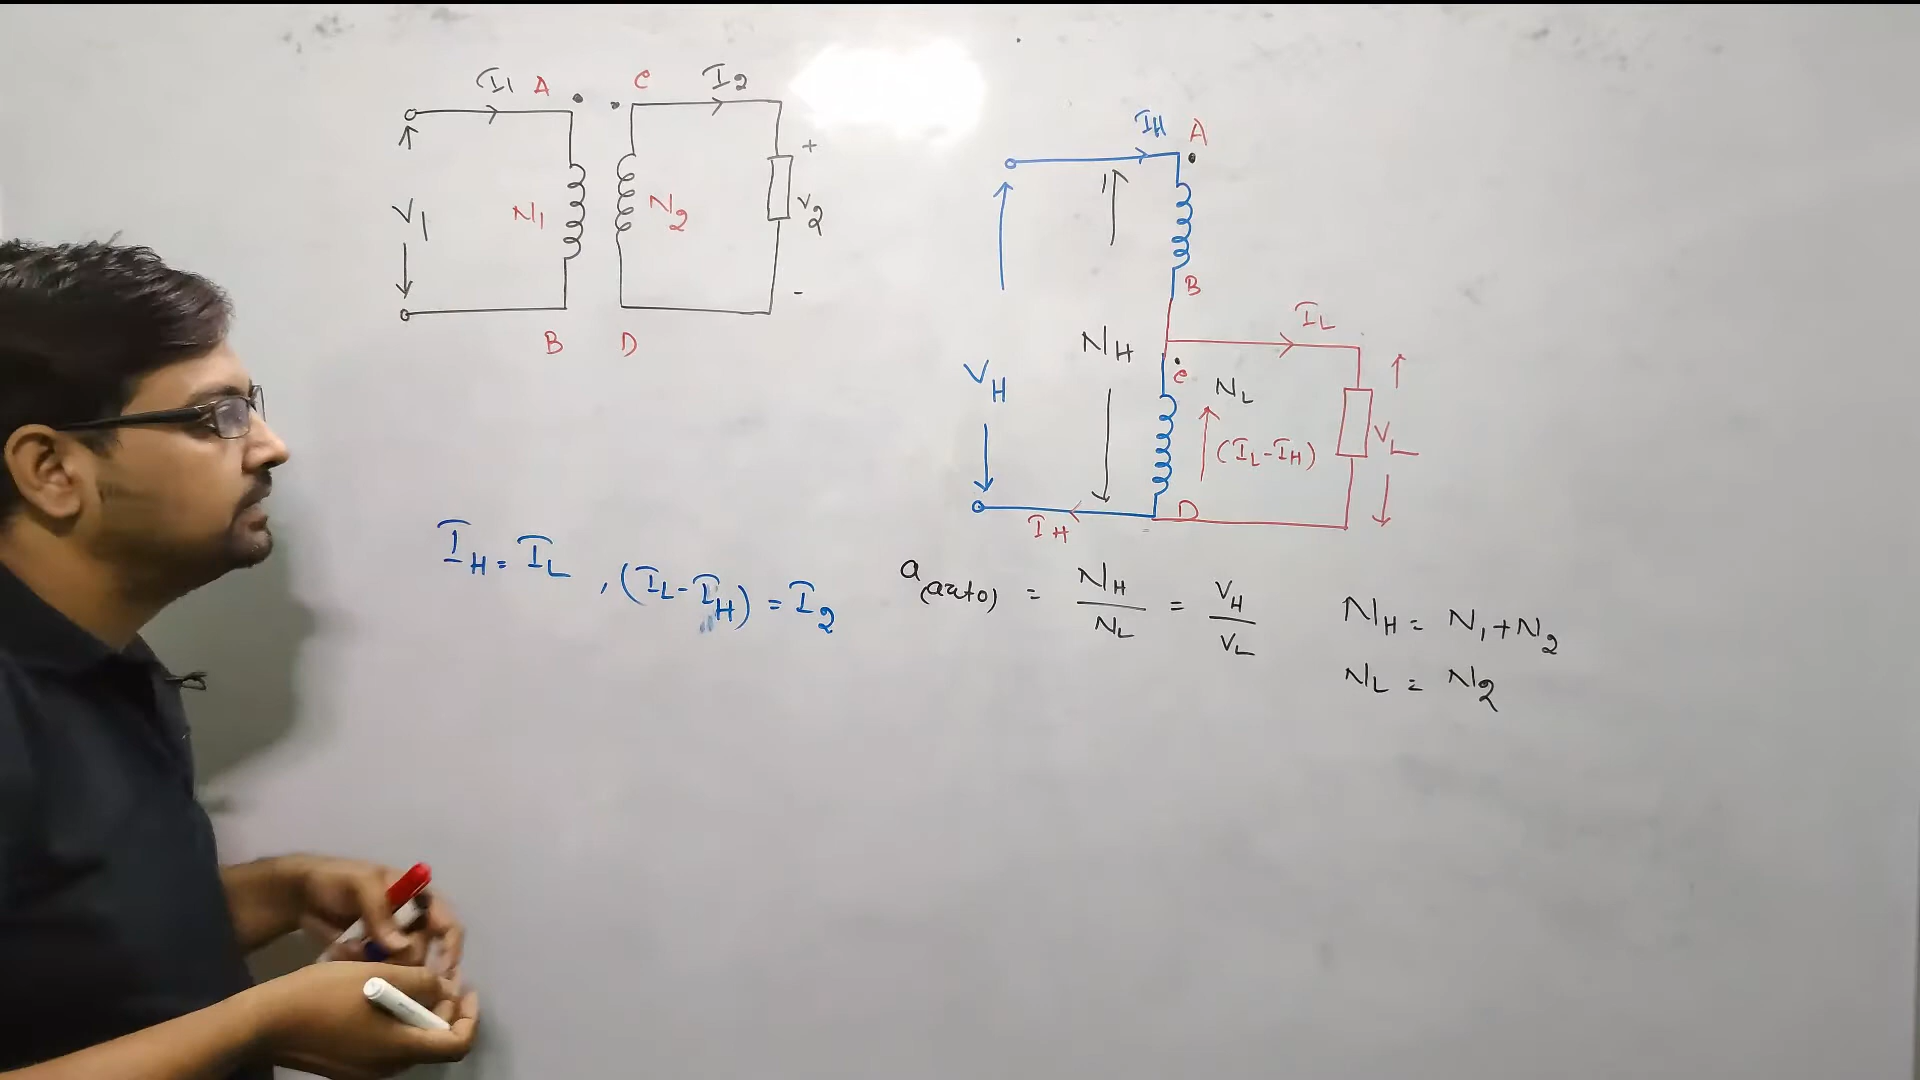 I1 A
C I2
V1
N1
N2
+
V2
-
B D
IH A
B
IL
NH
VH
C
NL
(IL-IH)
VL
IH
D
IH = IL , (IL-IH) = I2
a(auto) = NH/NL = VH/VL
NH = N1+N2
NL = N2